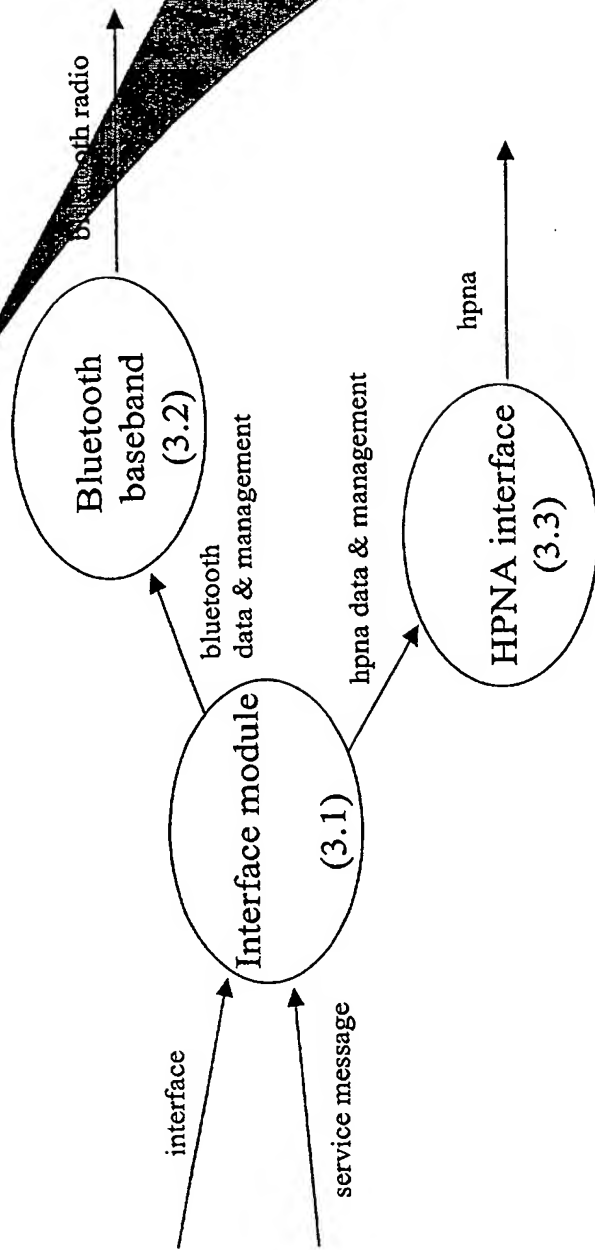 interface
service message
Interface module
(3.1)
bluetooth
data & management
hpna data & management
Bluetooth
baseband
(3.2)
HPNA interface
(3.3)
bluetooth radio
hpna